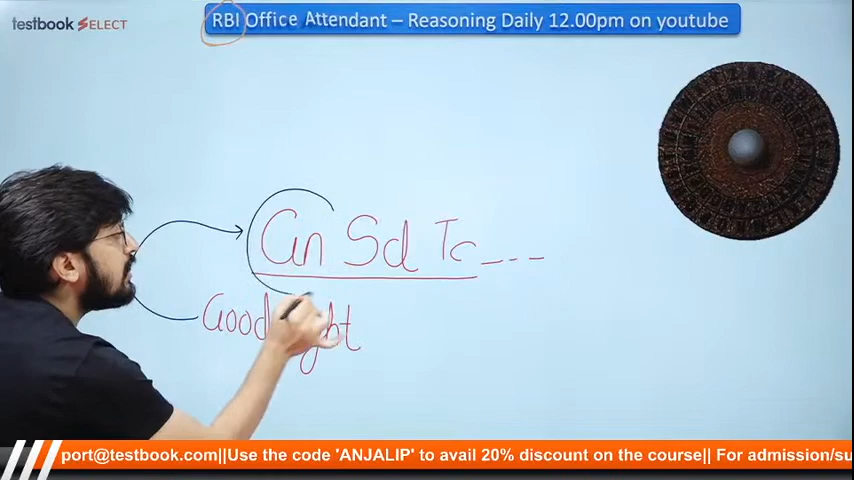 testbook SELECT
RBI Office Attendant – Reasoning Daily 12.00pm on youtube
Gn Sd Tc ---
Good
port@testbook.com||Use the code 'ANJALIP' to avail 20% discount on the course|| For admission/su